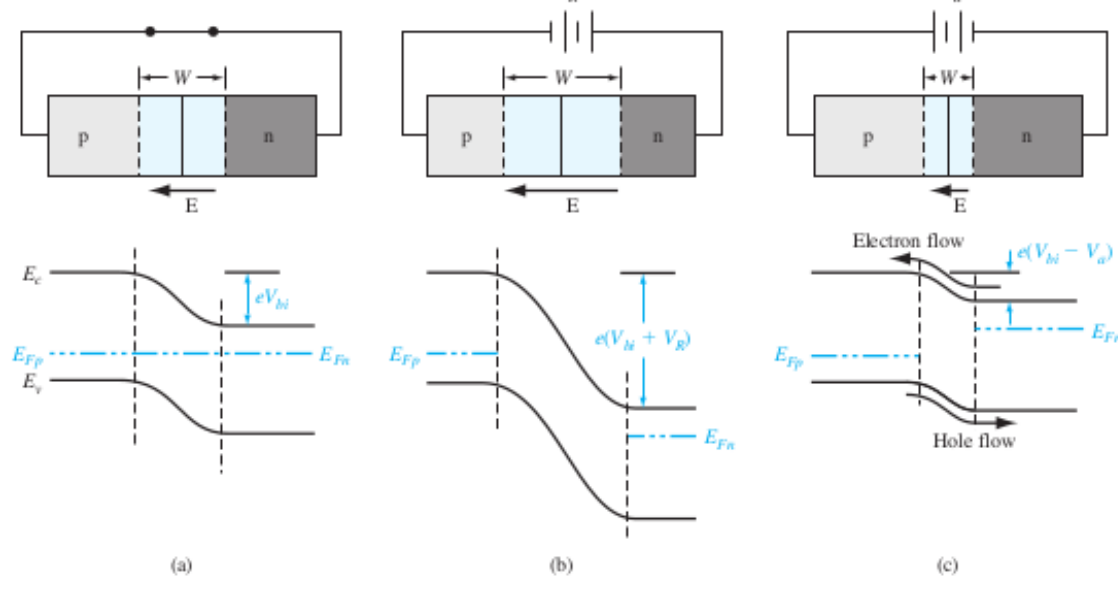 W
W
W
p
n
p
n
p
n
E
E
E
Electron flow
e(V_bi − V_a)
E_c
eV_bi
e(V_bi + V_R)
E_Fp
E_Fn
E_Fp
E_Fp
E_v
E_Fn
Hole flow
(a)
(b)
(c)